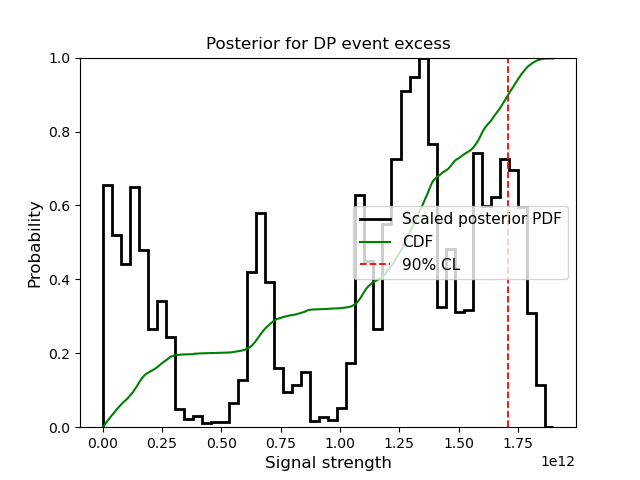 Posterior for DP event excess
Probability
1.0
0.8
0.6
0.4
0.2
0.0
Scaled posterior PDF
CDF
90% CL
0.00 0.25 0.50 0.75 1.00 1.25 1.50 1.75
1e12
Signal strength